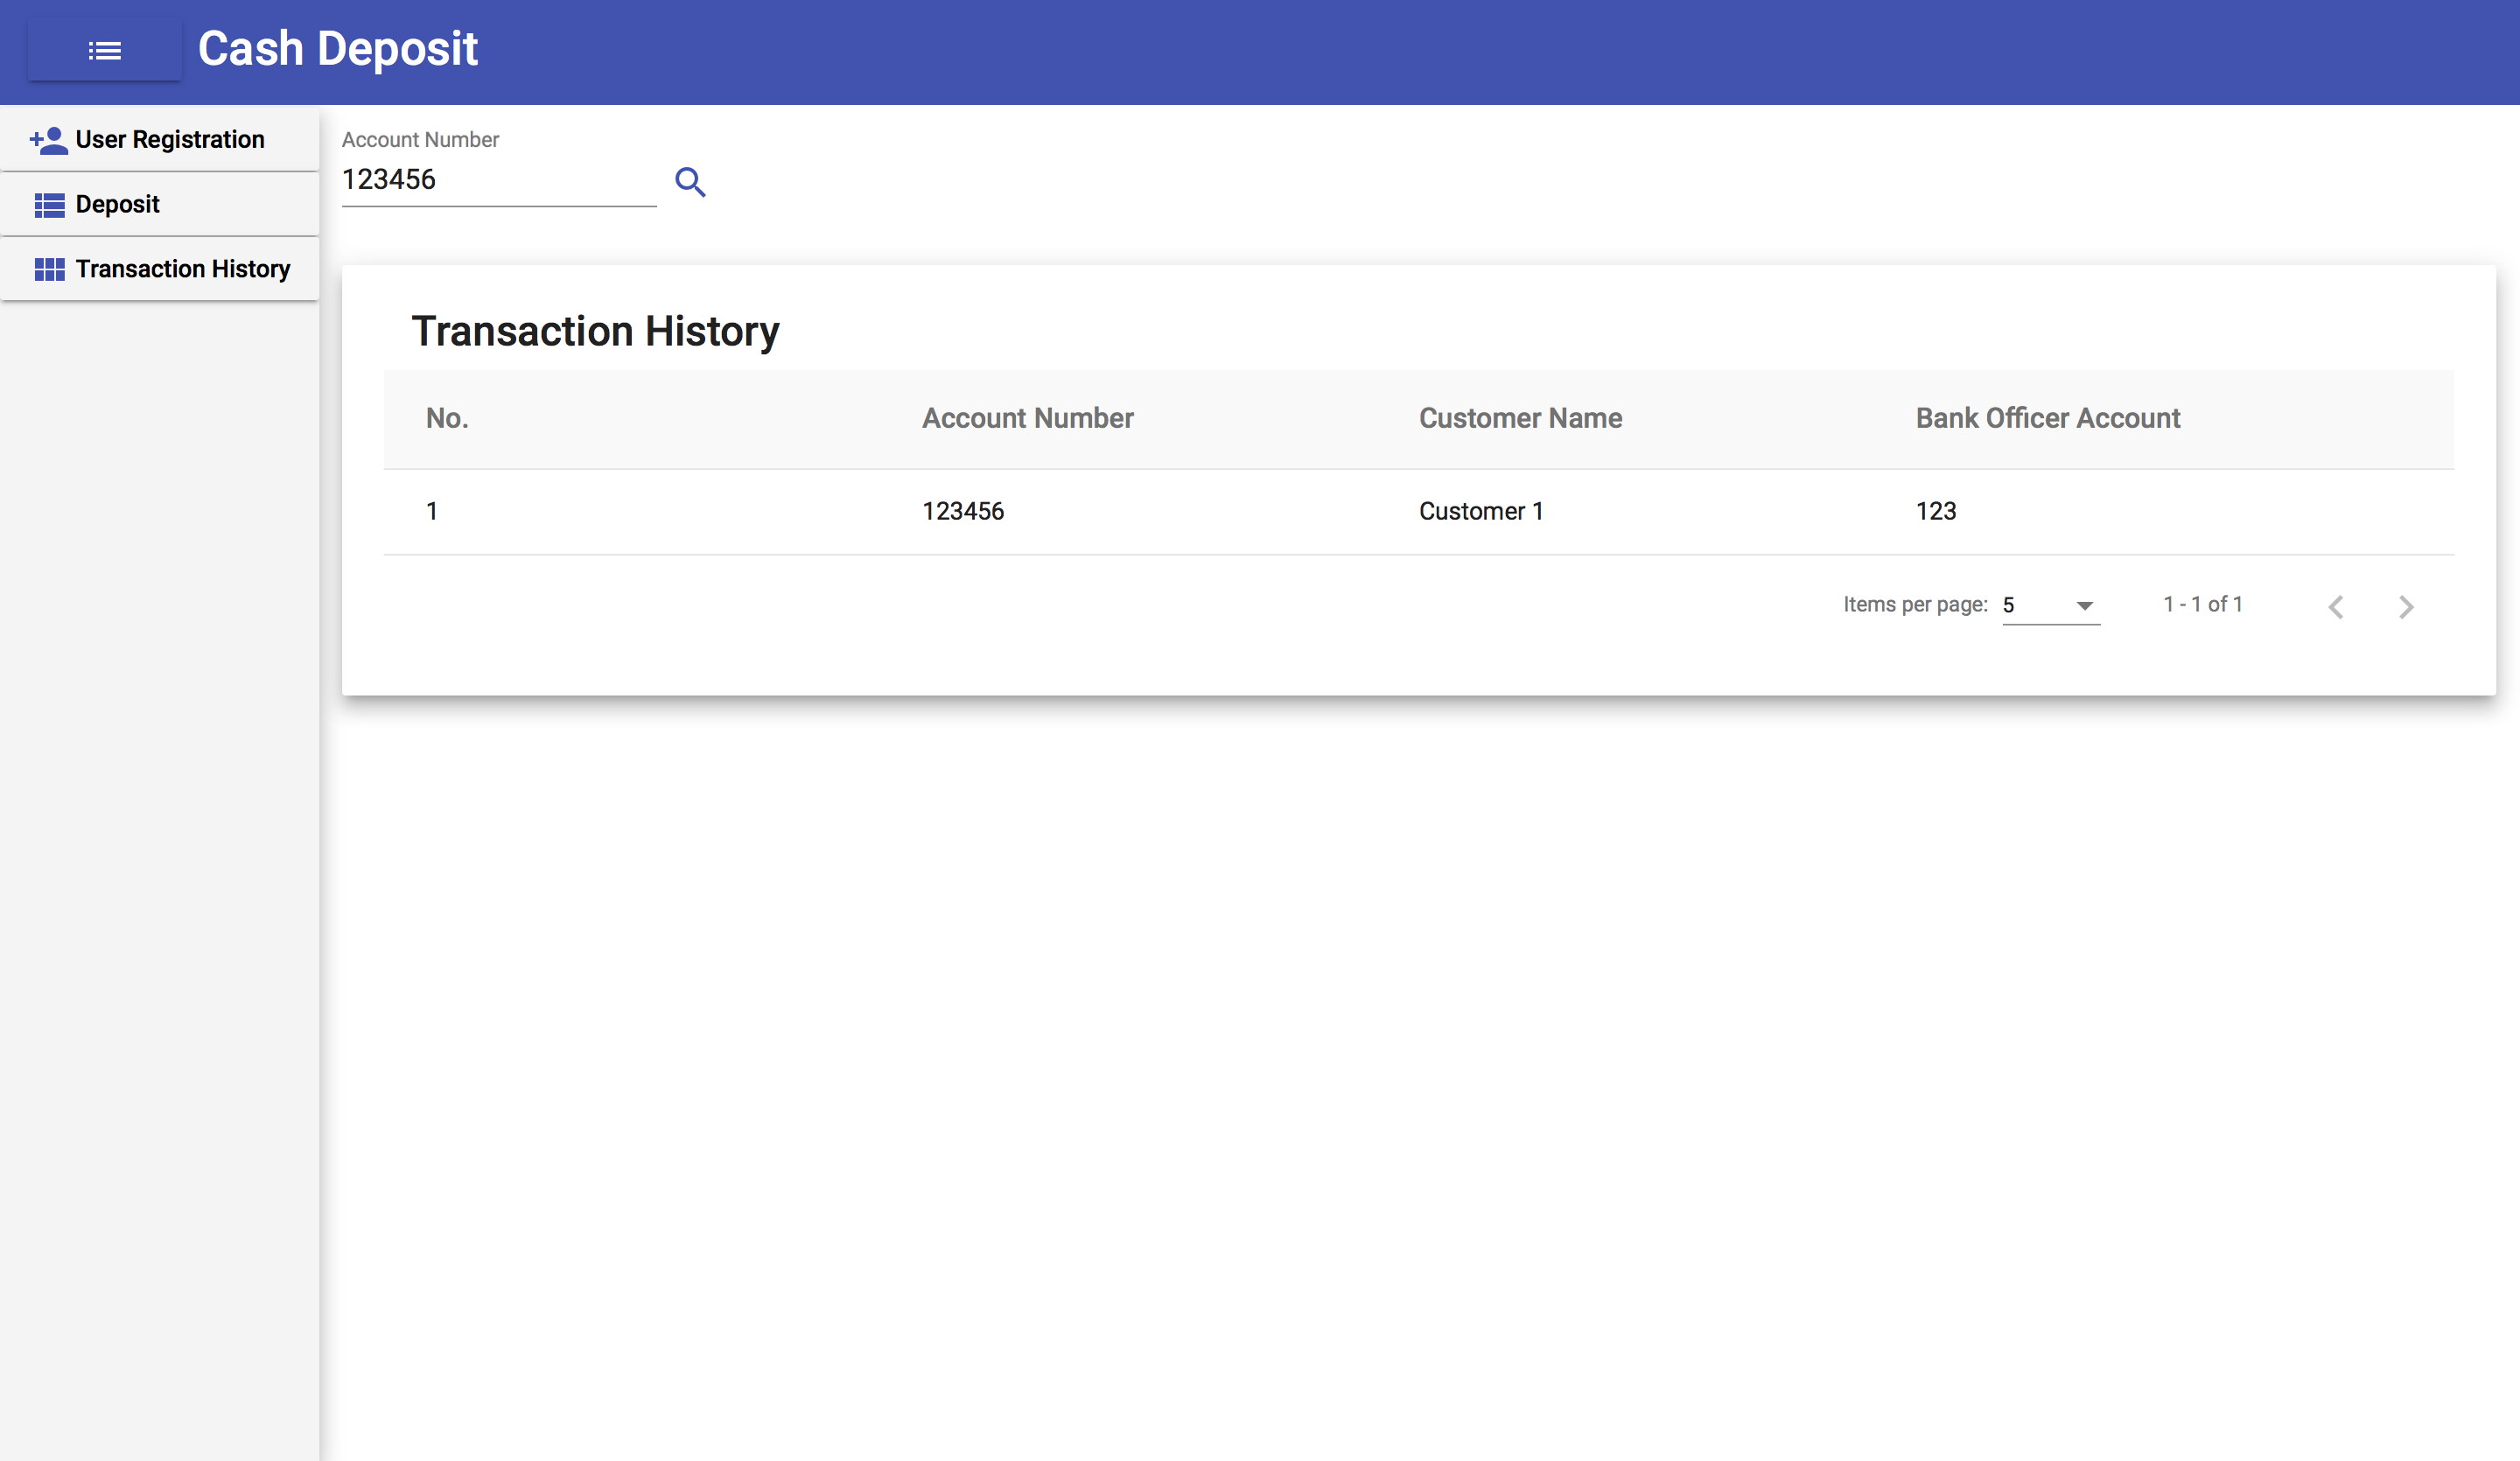 Cash Deposit
User Registration
Deposit
Transaction History
Account Number
123456
Transaction History
No. Account Number Customer Name Bank Officer Account
1 123456 Customer 1 123
Items per page: 5 1 - 1 of 1